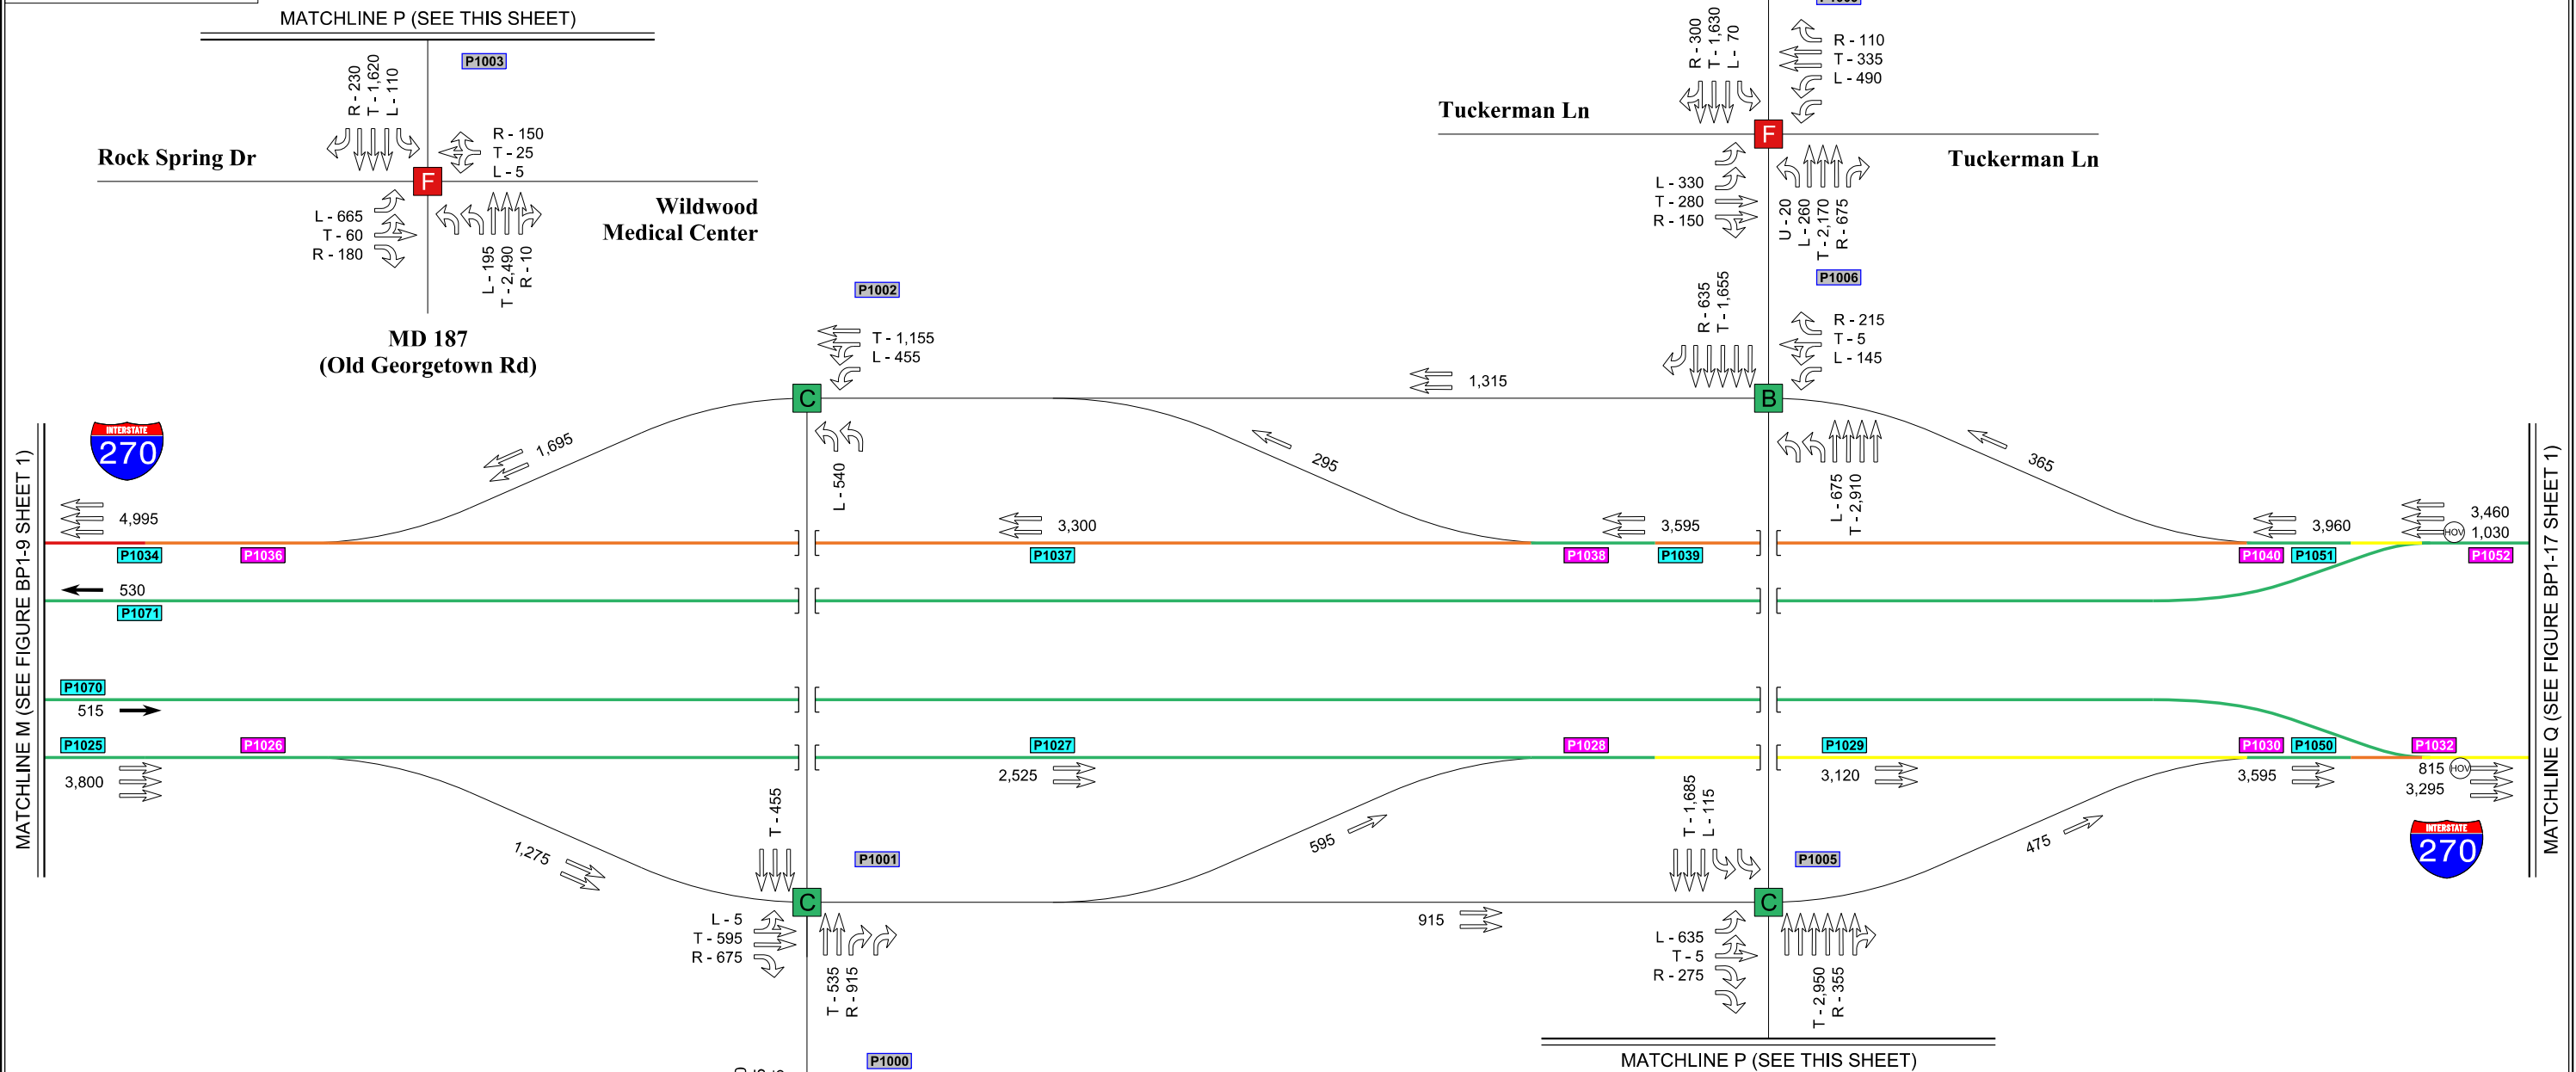 MATCHLINE P (SEE THIS SHEET)
P1003
R - 230
T - 1,620
L - 110
R - 150
T - 25
L - 5
Rock Spring Dr
F
L - 665
T - 60
R - 180
L -195
T - 2,490
R - 10
Wildwood
Medical Center
MD 187
(Old Georgetown Rd)
R - 300
T - 1,630
L - 70
R - 110
T - 335
L - 490
Tuckerman Ln
F
Tuckerman Ln
L - 330
T - 280
R - 150
U - 20
L -260
T - 2,170
R - 675
P1002
T - 1,155
L - 455
C
L - 540
P1006
R - 635
T - 1,655
R - 215
T - 5
L - 145
B
L - 675
T - 2,910
1,315
1,695
295
365
MATCHLINE M (SEE FIGURE BP1-9 SHEET 1)
INTERSTATE
270
4,995
3,300
3,595
3,960
3,460
HOV 1,030
P1034
P1036
P1037
P1038
P1039
P1040
P1051
P1052
530
P1071
P1070
515
P1025
P1026
P1027
P1028
P1029
P1030
P1050
P1032
3,800
2,525
3,120
3,595
815 HOV
3,295
INTERSTATE
270
MATCHLINE Q (SEE FIGURE BP1-17 SHEET 1)
1,275
595
475
T - 455
P1001
C
L - 5
T - 595
R - 675
T - 535
R - 915
915
T - 1,685
L - 115
P1005
C
L - 635
T - 5
R - 275
T - 2,950
R - 355
P1000
MATCHLINE P (SEE THIS SHEET)